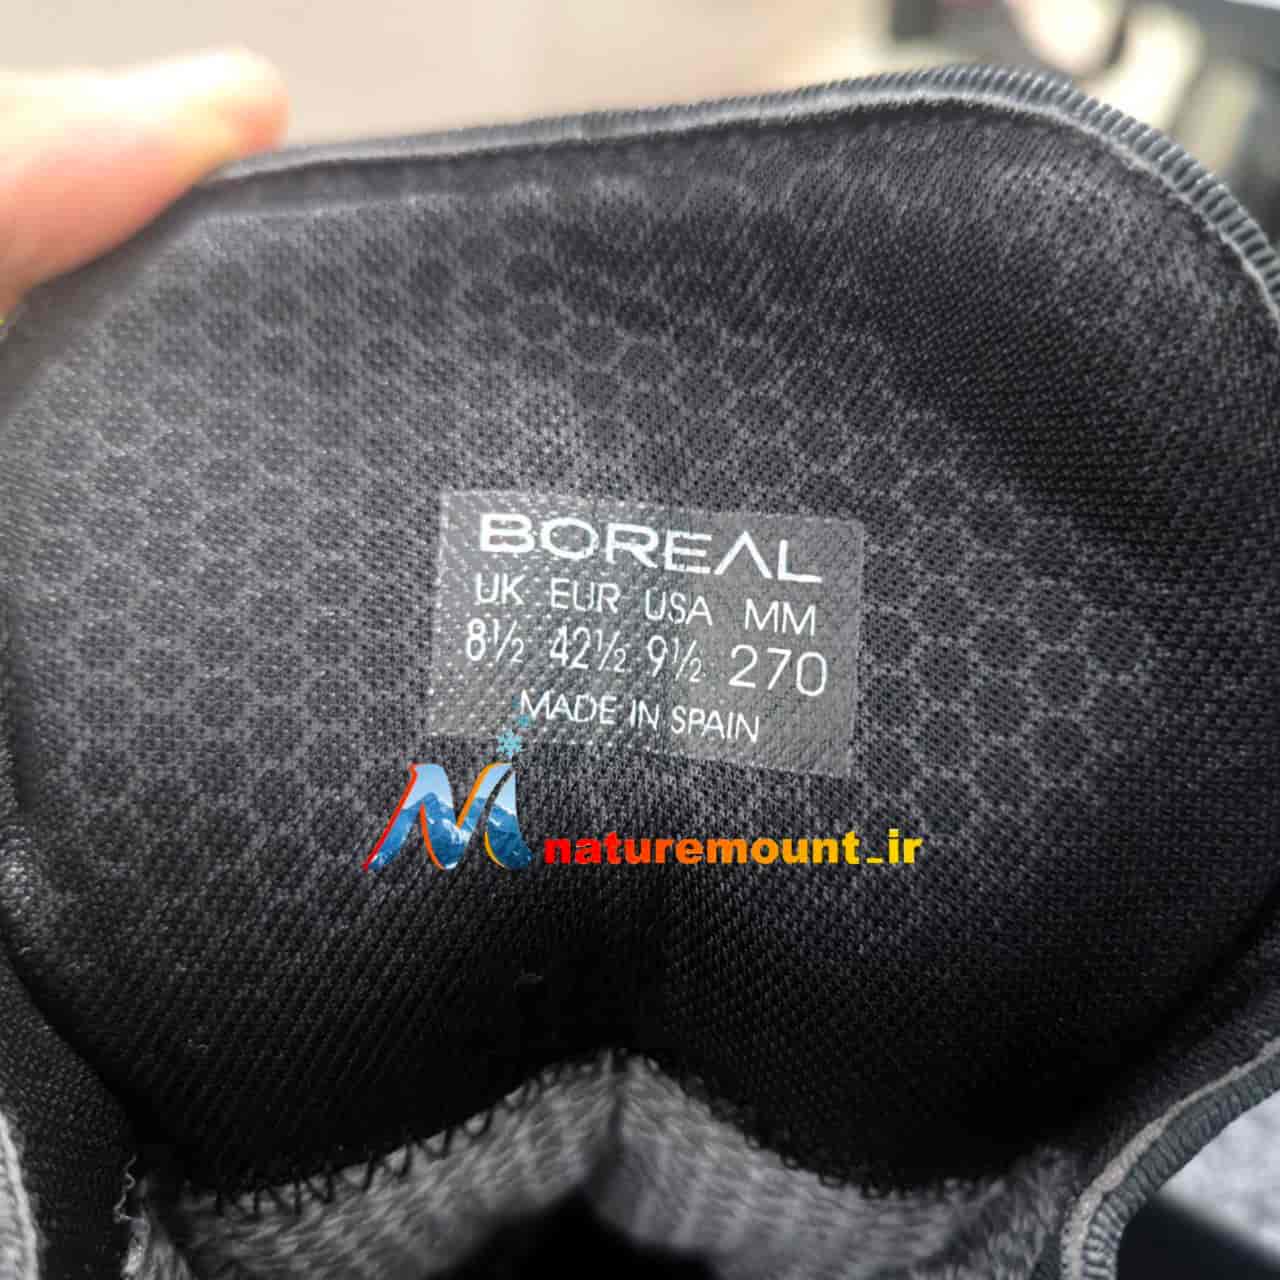 BOREAL
UK EUR USA MM
8½ 42½ 9½ 270
MADE IN SPAIN
naturemount_ir